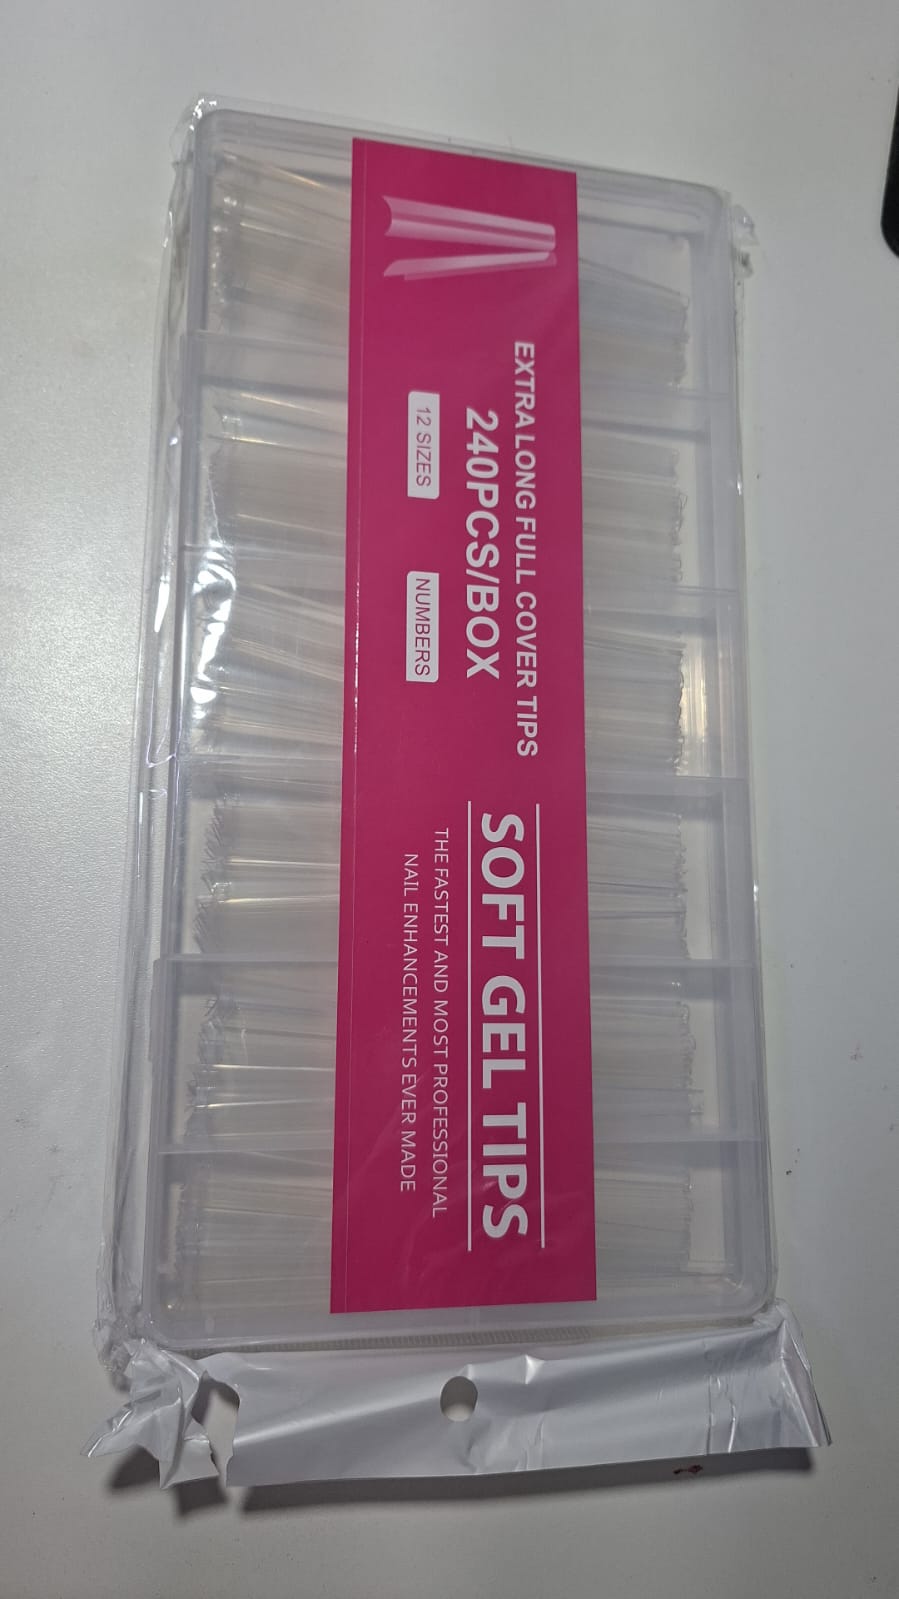 EXTRA LONG FULL COVER TIPS
240PCS/BOX
12 SIZES
NUMBERS
SOFT GEL TIPS
THE FASTEST AND MOST PROFESSIONAL
NAIL ENHANCEMENTS EVER MADE